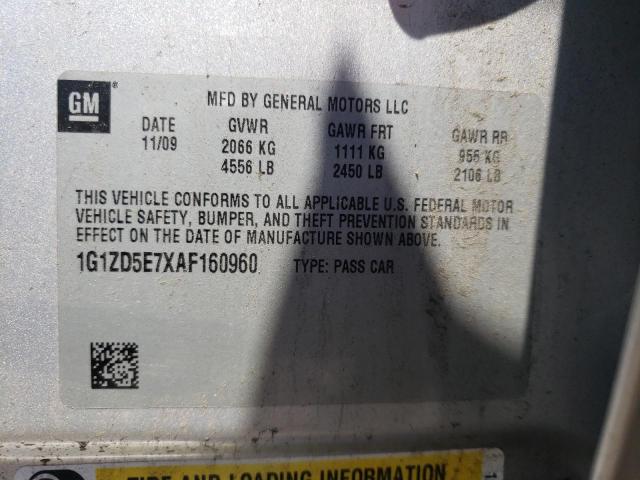 GM ®
MFD BY GENERAL MOTORS LLC
DATE GVWR GAWR FRT GAWR RR
11/09 2066 KG 1111 KG 955 KG
4556 LB 2450 LB 2106 LB
THIS VEHICLE CONFORMS TO ALL APPLICABLE U.S. FEDERAL MOTOR
VEHICLE SAFETY, BUMPER, AND THEFT PREVENTION STANDARDS IN
EFFECT ON THE DATE OF MANUFACTURE SHOWN ABOVE.
1G1ZD5E7XAF160960 TYPE: PASS CAR
TIRE AND LOADING INFORMATION